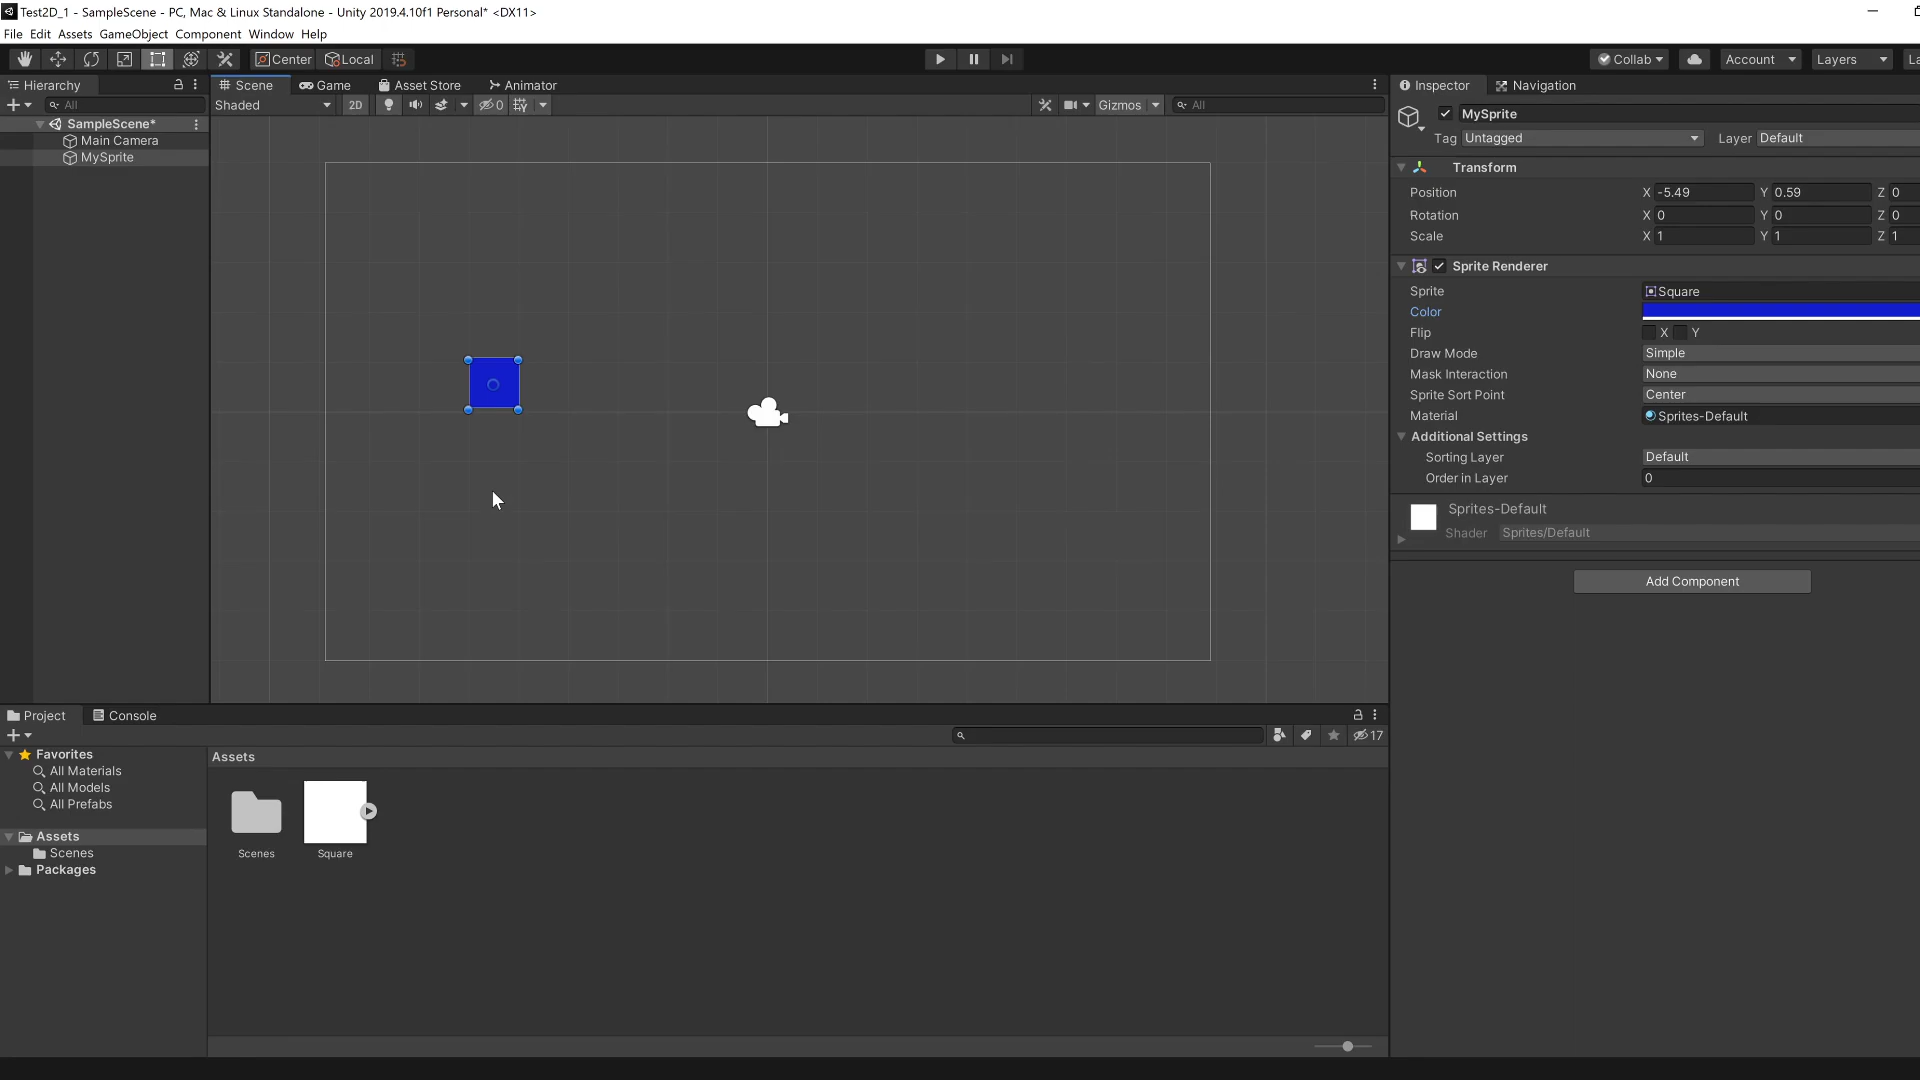 Test2D_1 - SampleScene - PC, Mac & Linux Standalone - Unity 2019.4.10f1 Personal* <DX11>
File Edit Assets GameObject Component Window Help
Center Local Collab Account Layers La
Hierarchy
All
SampleScene*
Main Camera
MySprite
Scene Game Asset Store Animator
Shaded 2D 0 Gizmos All
Inspector Navigation
MySprite
Tag Untagged Layer Default
Transform
Position X -5.49 Y 0.59 Z 0
Rotation X 0 Y 0 Z 0
Scale X 1 Y 1 Z 1
Sprite Renderer
Sprite Square
Color
Flip X Y
Draw Mode Simple
Mask Interaction None
Sprite Sort Point Center
Material Sprites-Default
Additional Settings
Sorting Layer Default
Order in Layer 0
Sprites-Default
Shader Sprites/Default
Add Component
Project Console
17
Favorites
All Materials
All Models
All Prefabs
Assets
Scenes
Packages
Assets
Scenes Square